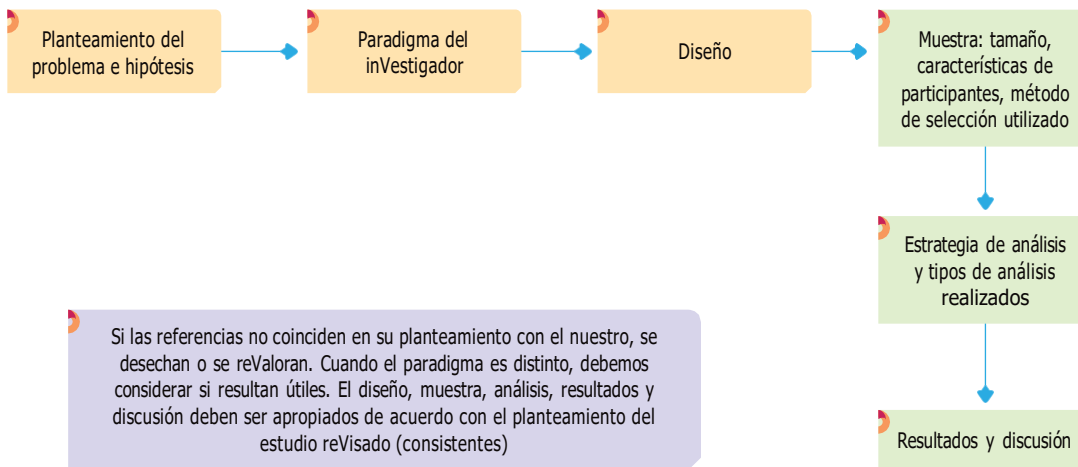 Planteamiento del
problema e hipótesis
Paradigma del
inVestigador
Diseño
Muestra: tamaño,
características de
participantes, método
de selección utilizado
Estrategia de análisis
y tipos de análisis
realizados
Resultados y discusión
Si las referencias no coinciden en su planteamiento con el nuestro, se
desechan o se reValoran. Cuando el paradigma es distinto, debemos
considerar si resultan útiles. El diseño, muestra, análisis, resultados y
discusión deben ser apropiados de acuerdo con el planteamiento del
estudio reVisado (consistentes)